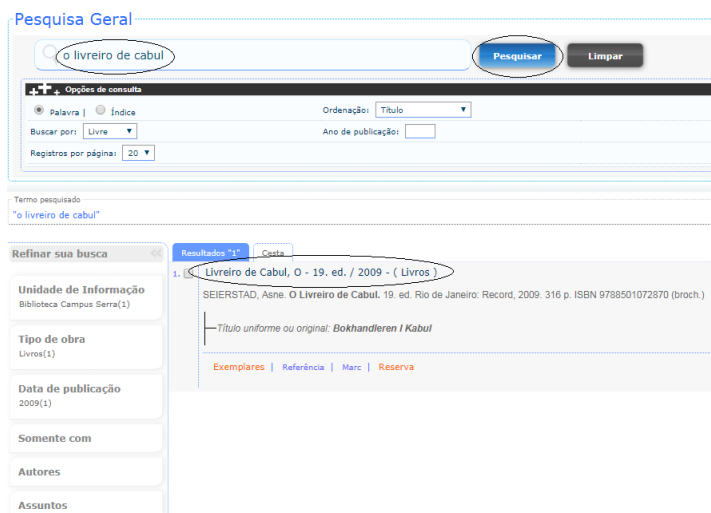 Pesquisa Geral
o livreiro de cabul
Pesquisar
Limpar
Opções de consulta
Palavra | Índice
Ordenação: Título
Buscar por: Livre
Ano de publicação:
Registros por página: 20
Termo pesquisado
"o livreiro de cabul"
Refinar sua busca
Resultados "1"
Cesta
1.
Livreiro de Cabul, O - 19. ed. / 2009 - ( Livros )
SEIERSTAD, Asne. O Livreiro de Cabul. 19. ed. Rio de Janeiro: Record, 2009. 316 p. ISBN 9788501072870 (broch.)
Título uniforme ou original: Bokhandleren I Kabul
Exemplares | Referência | Marc | Reserva
Unidade de Informação
Biblioteca Campus Serra(1)
Tipo de obra
Livros(1)
Data de publicação
2009(1)
Somente com
Autores
Assuntos